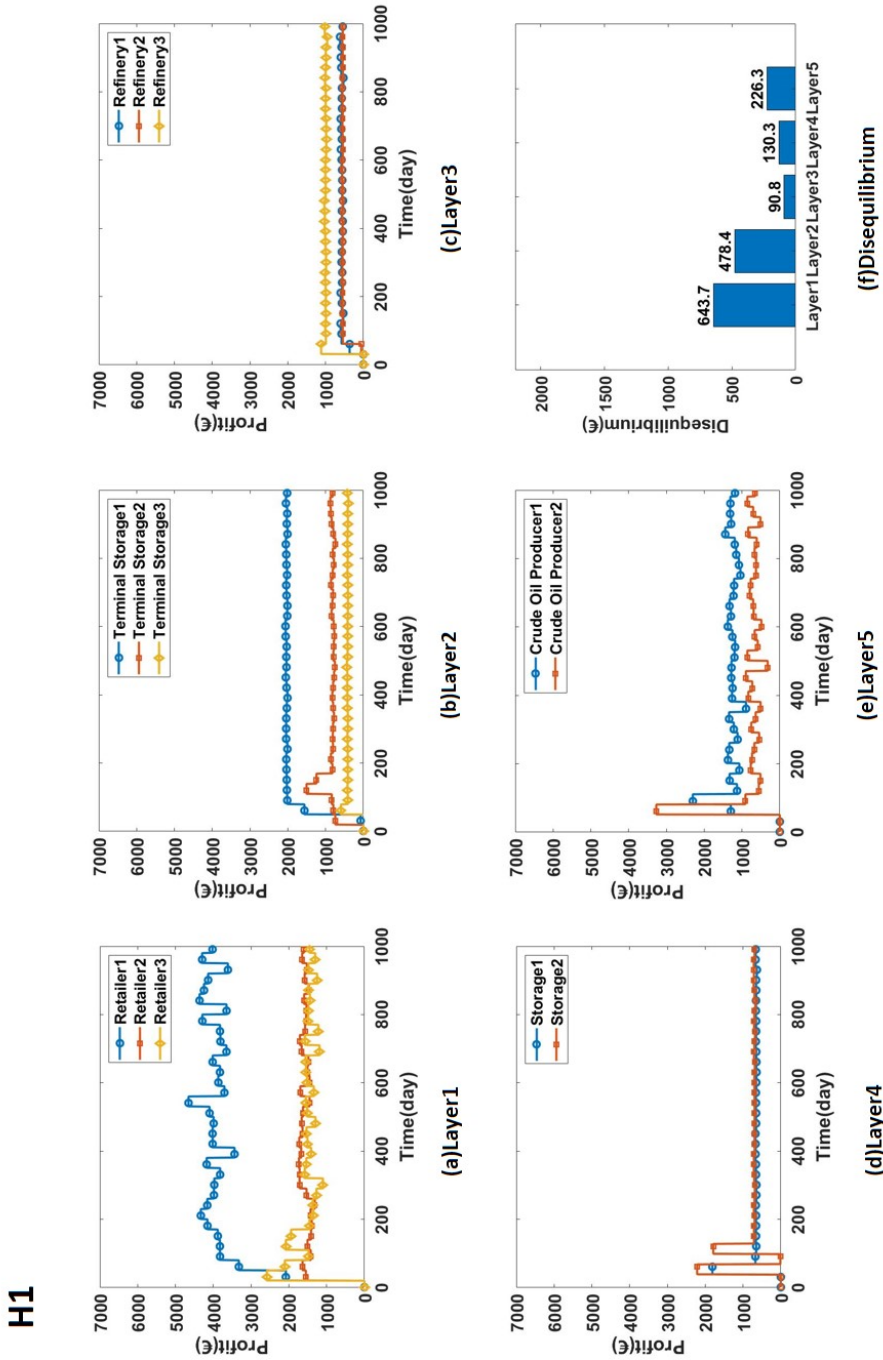 H1
7000
6000
5000
4000
3000
2000
1000
0
Profit(€)
Retailer1
Retailer2
Retailer3
0 200 400 600 800 1000
Time(day)
(a)Layer1
7000
6000
5000
4000
3000
2000
1000
0
Profit(€)
Terminal Storage1
Terminal Storage2
Terminal Storage3
0 200 400 600 800 1000
Time(day)
(b)Layer2
7000
6000
5000
4000
3000
2000
1000
0
Profit(€)
Refinery1
Refinery2
Refinery3
0 200 400 600 800 1000
Time(day)
(c)Layer3
7000
6000
5000
4000
3000
2000
1000
0
Profit(€)
Storage1
Storage2
0 200 400 600 800 1000
Time(day)
(d)Layer4
7000
6000
5000
4000
3000
2000
1000
0
Profit(€)
Crude Oil Producer1
Crude Oil Producer2
0 200 400 600 800 1000
Time(day)
(e)Layer5
2000
1500
1000
500
0
Disequilibrium(€)
643.7
478.4
90.8
130.3
226.3
Layer1 Layer2 Layer3 Layer4 Layer5
(f)Disequilibrium